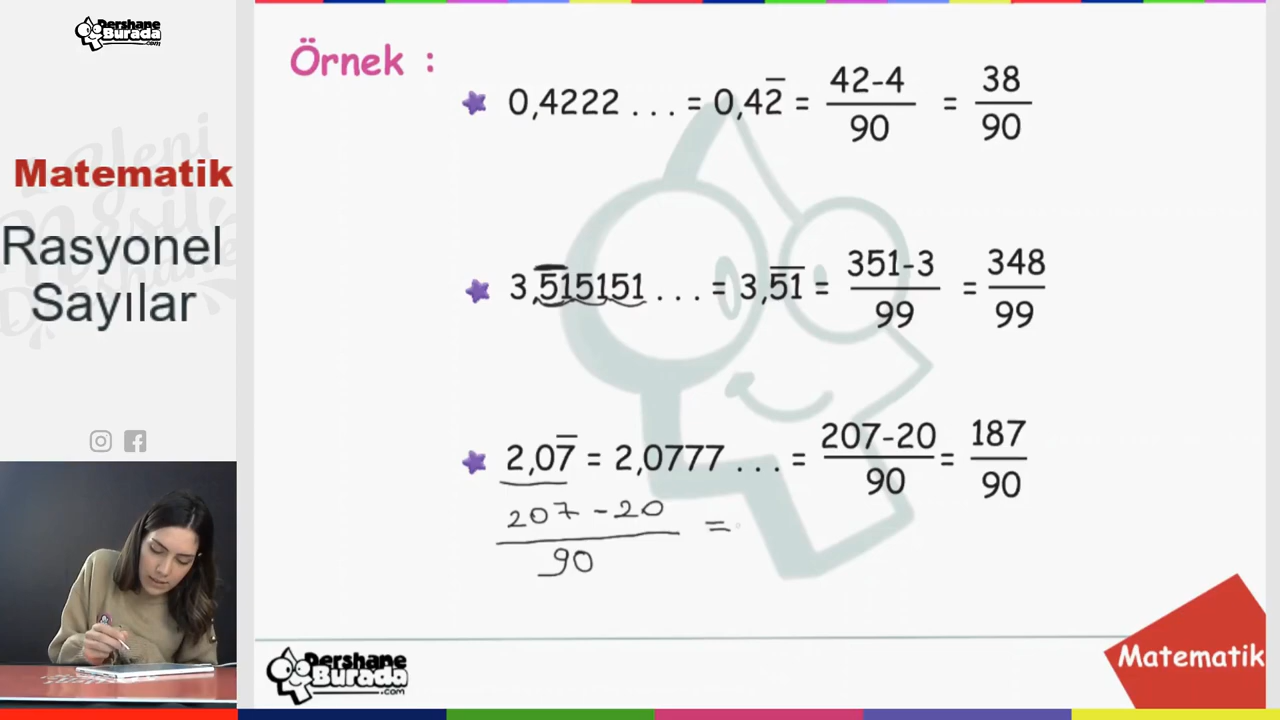 Dershane
Burada
.com
Örnek :
0,4222 . . . = 0,42̅ = 42-4/90 = 38/90
Matematik
Rasyonel
Sayılar
3,515151 . . . = 3,5̅1̅ = 351-3/99 = 348/99
2,07̅ = 2,0777 . . . = 207-20/90 = 187/90
207 - 20/90 =
Dershane
Burada
.com
Matematik